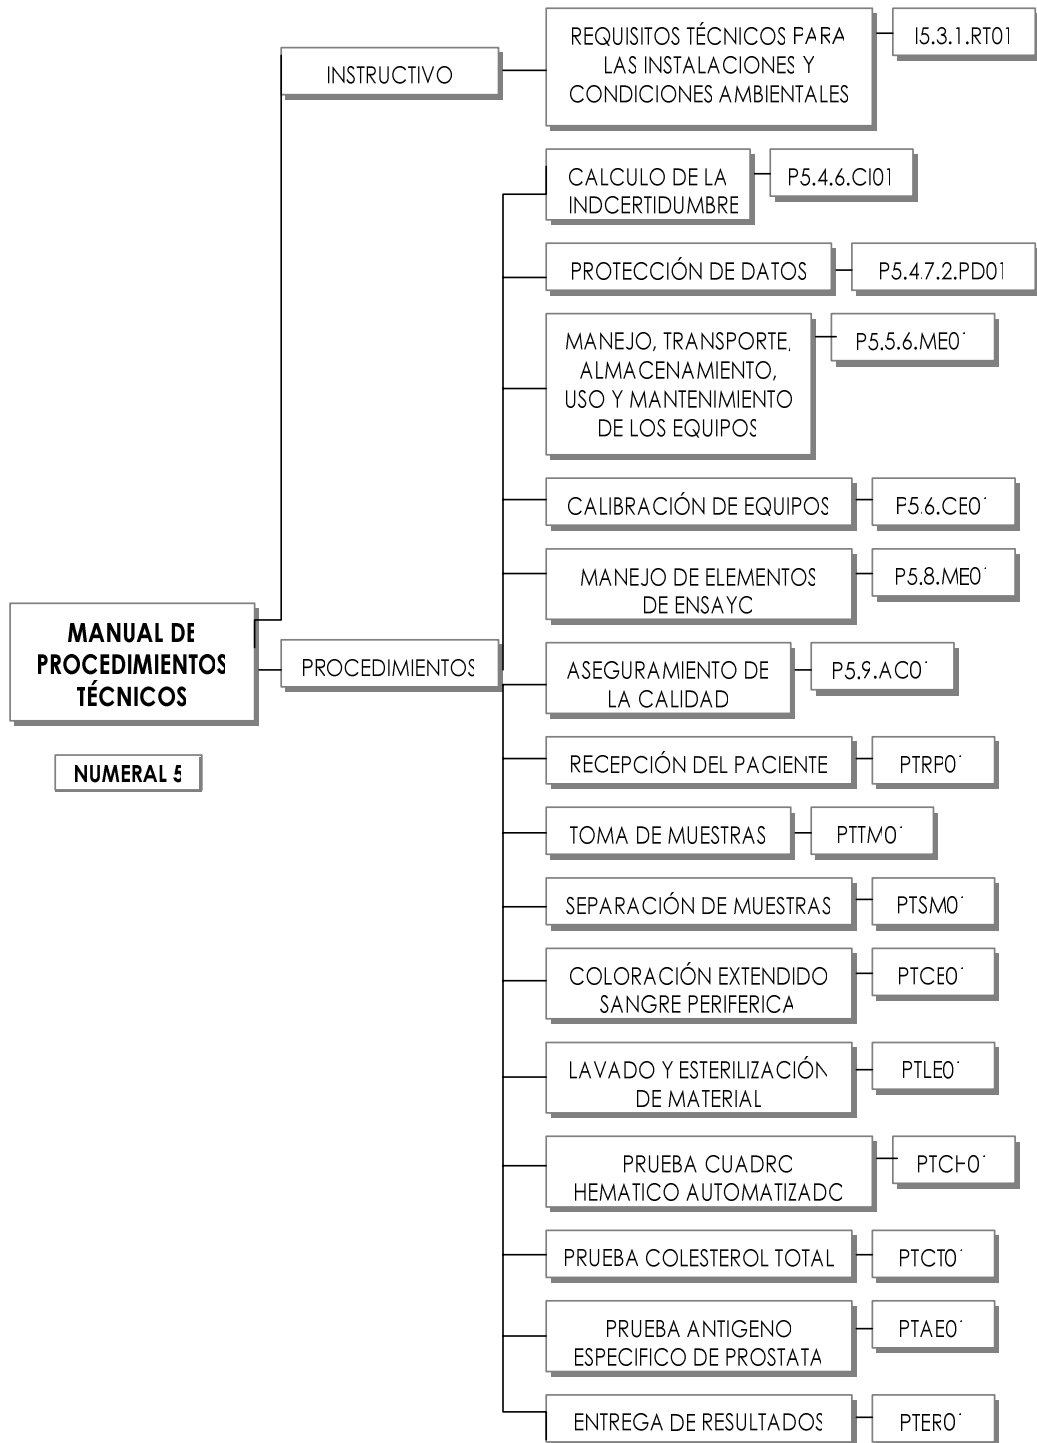 REQUISITOS TÉCNICOS PARA
LAS INSTALACIONES Y
CONDICIONES AMBIENTALES
I5.3.1.RT01
INSTRUCTIVO
CALCULO DE LA
INDCERTIDUMBRE
P5.4.6.CI01
PROTECCIÓN DE DATOS
P5.4.7.2.PD01
MANEJO, TRANSPORTE,
ALMACENAMIENTO,
USO Y MANTENIMIENTO
DE LOS EQUIPOS
P5.5.6.ME01
CALIBRACIÓN DE EQUIPOS
P5.6.CE01
MANEJO DE ELEMENTOS
DE ENSAYO
P5.8.ME01
MANUAL DE
PROCEDIMIENTOS
TÉCNICOS
PROCEDIMIENTOS
ASEGURAMIENTO DE
LA CALIDAD
P5.9.AC01
NUMERAL 5
RECEPCIÓN DEL PACIENTE
PTRP01
TOMA DE MUESTRAS
PTTM01
SEPARACIÓN DE MUESTRAS
PTSM01
COLORACIÓN EXTENDIDO
SANGRE PERIFERICA
PTCE01
LAVADO Y ESTERILIZACIÓN
DE MATERIAL
PTLE01
PRUEBA CUADRO
HEMATICO AUTOMATIZADO
PTCH01
PRUEBA COLESTEROL TOTAL
PTCT01
PRUEBA ANTIGENO
ESPECIFICO DE PROSTATA
PTAE01
ENTREGA DE RESULTADOS
PTER01